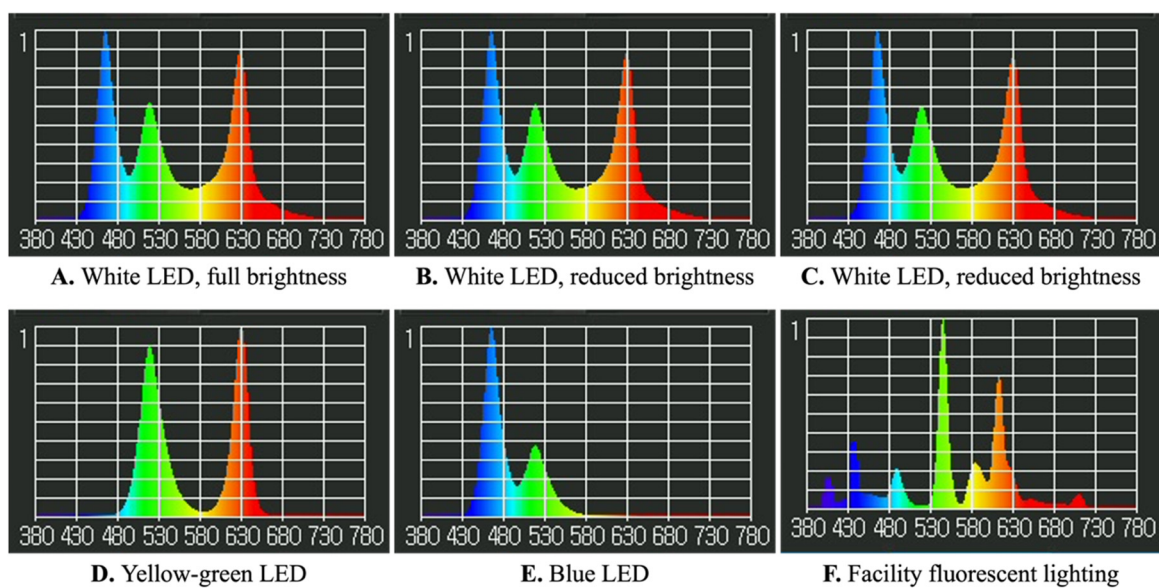 1
380 430 480 530 580 630 680 730 780
A. White LED, full brightness
1
380 430 480 530 580 630 680 730 780
B. White LED, reduced brightness
1
380 430 480 530 580 630 680 730 780
C. White LED, reduced brightness
1
380 430 480 530 580 630 680 730 780
D. Yellow-green LED
1
380 430 480 530 580 630 680 730 780
E. Blue LED
1
380 430 480 530 580 630 680 730 780
F. Facility fluorescent lighting